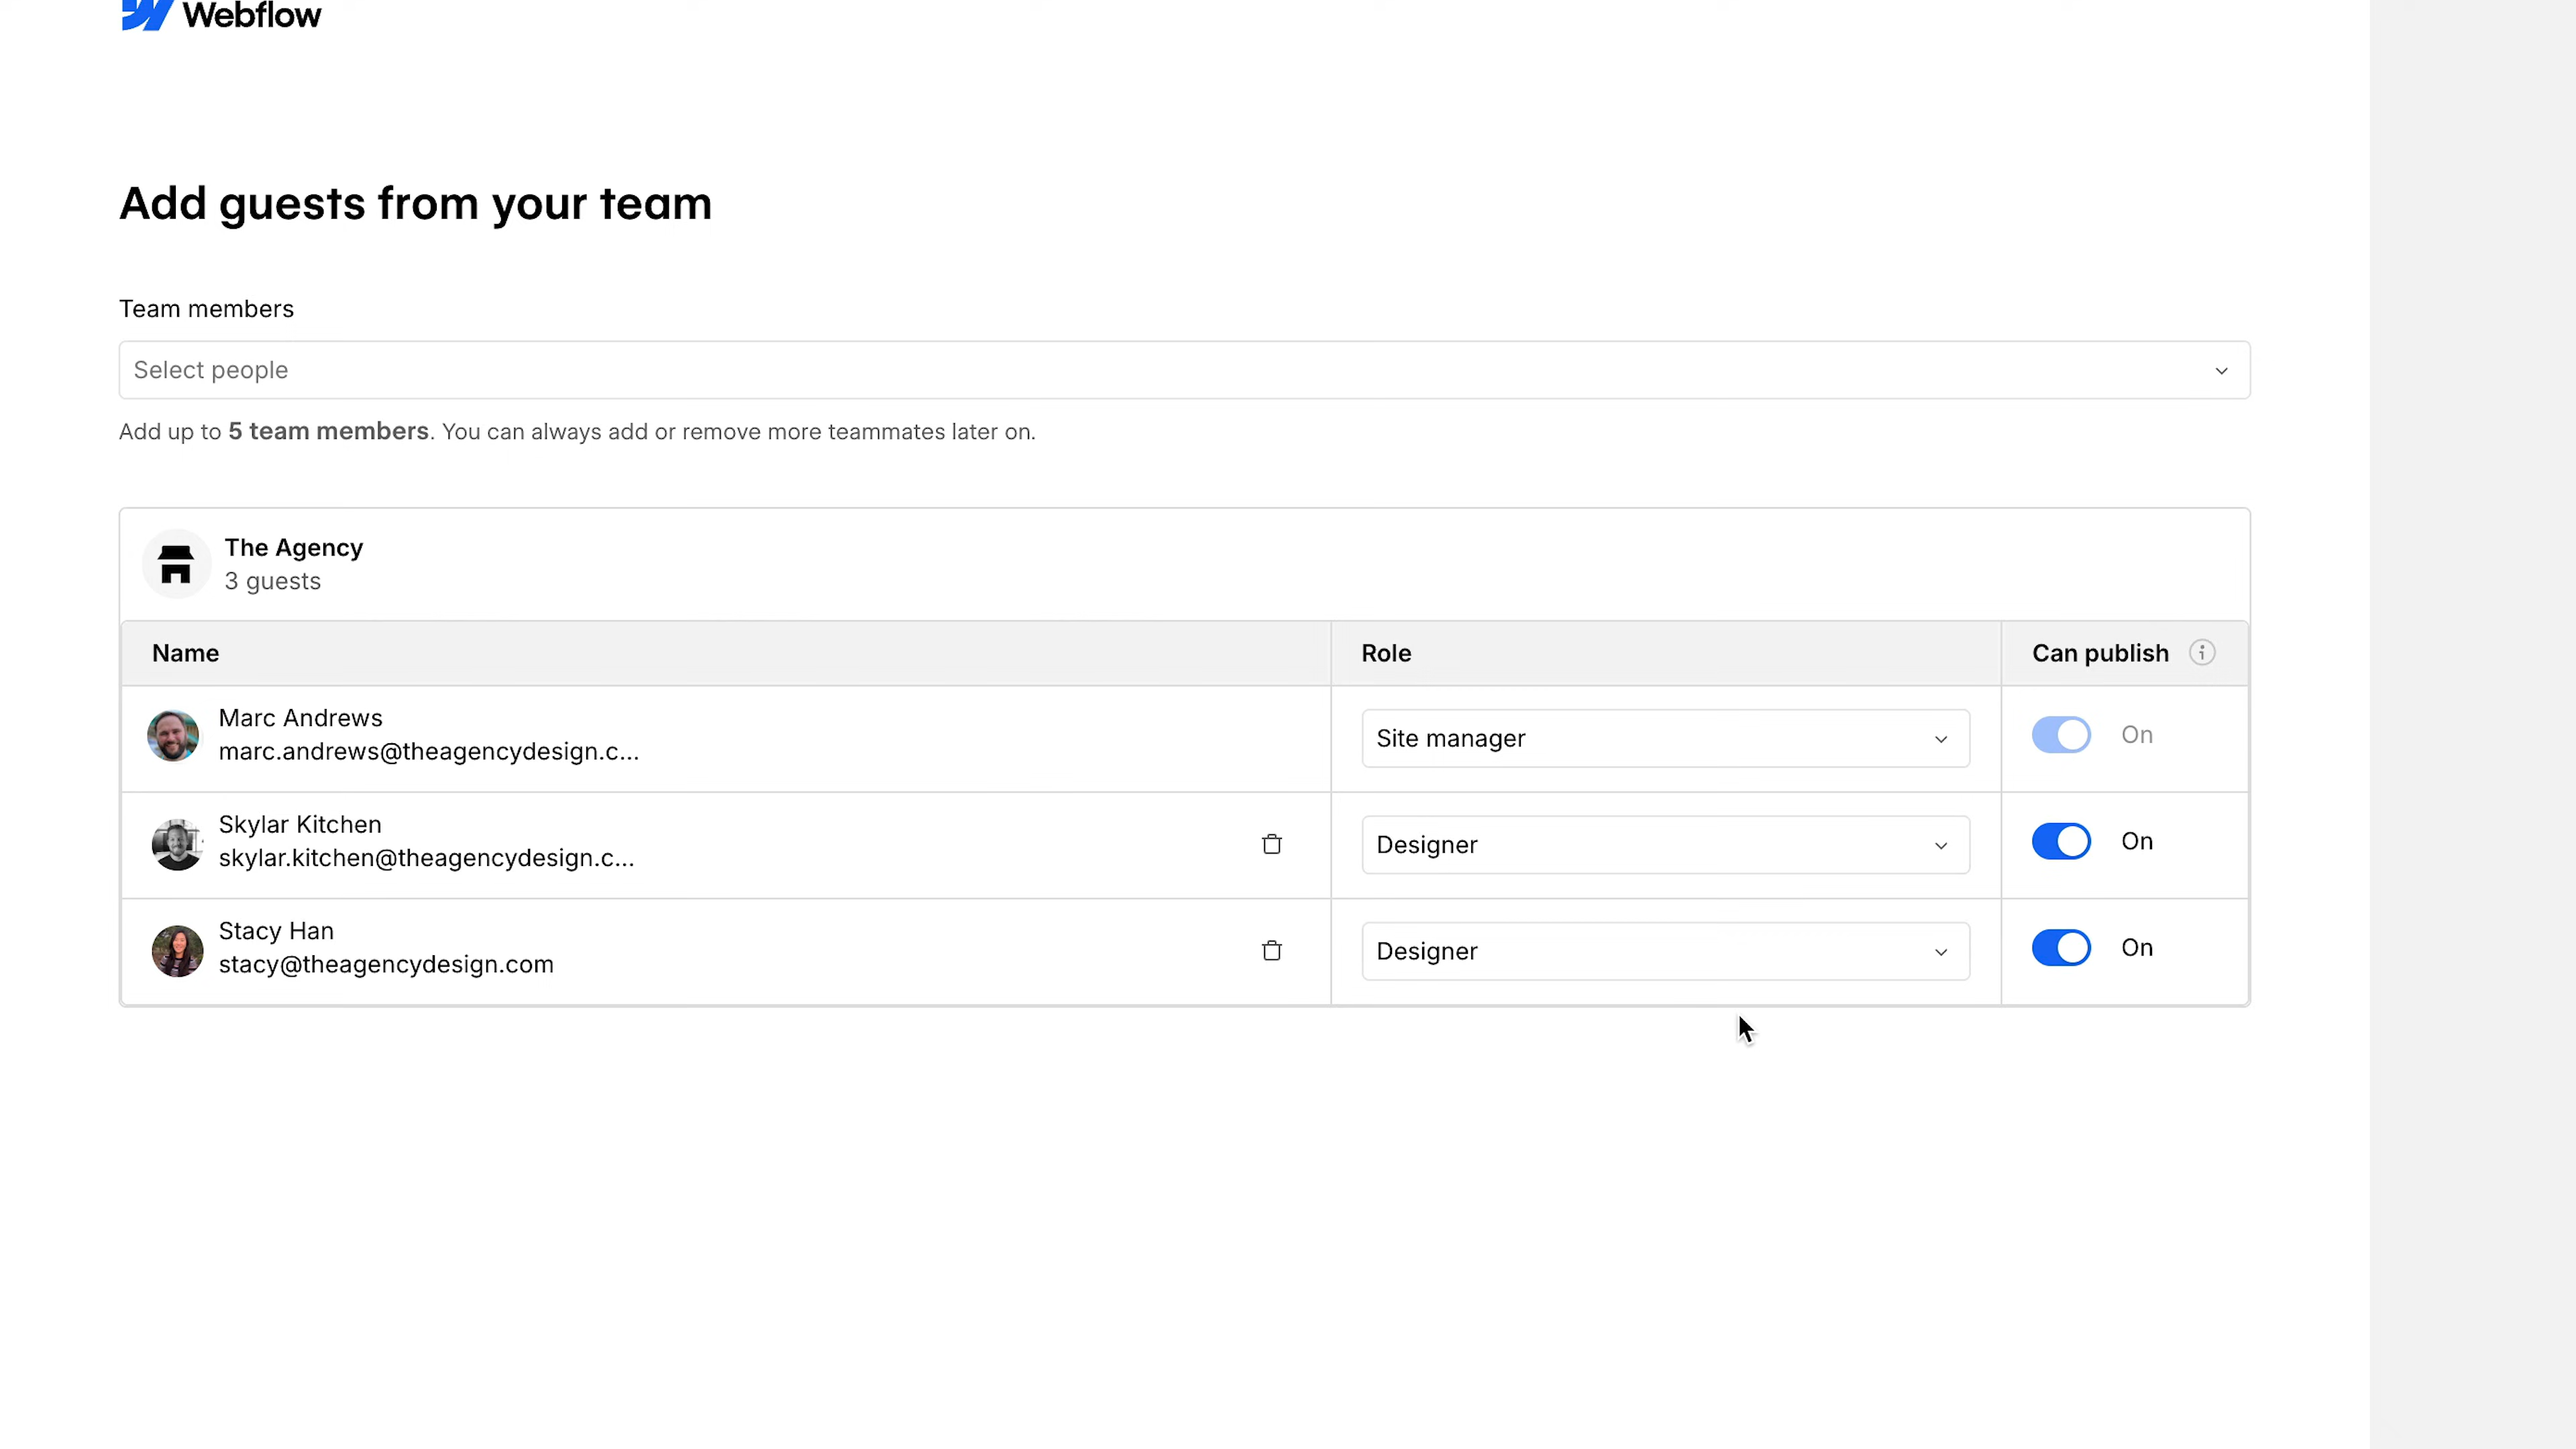 Webflow
Add guests from your team
Team members
Select people
Add up to 5 team members. You can always add or remove more teammates later on.
The Agency
3 guests
Name Role Can publish
Marc Andrews
marc.andrews@theagencydesign.c...
Site manager
On
Skylar Kitchen
skylar.kitchen@theagencydesign.c...
Designer
On
Stacy Han
stacy@theagencydesign.com
Designer
On